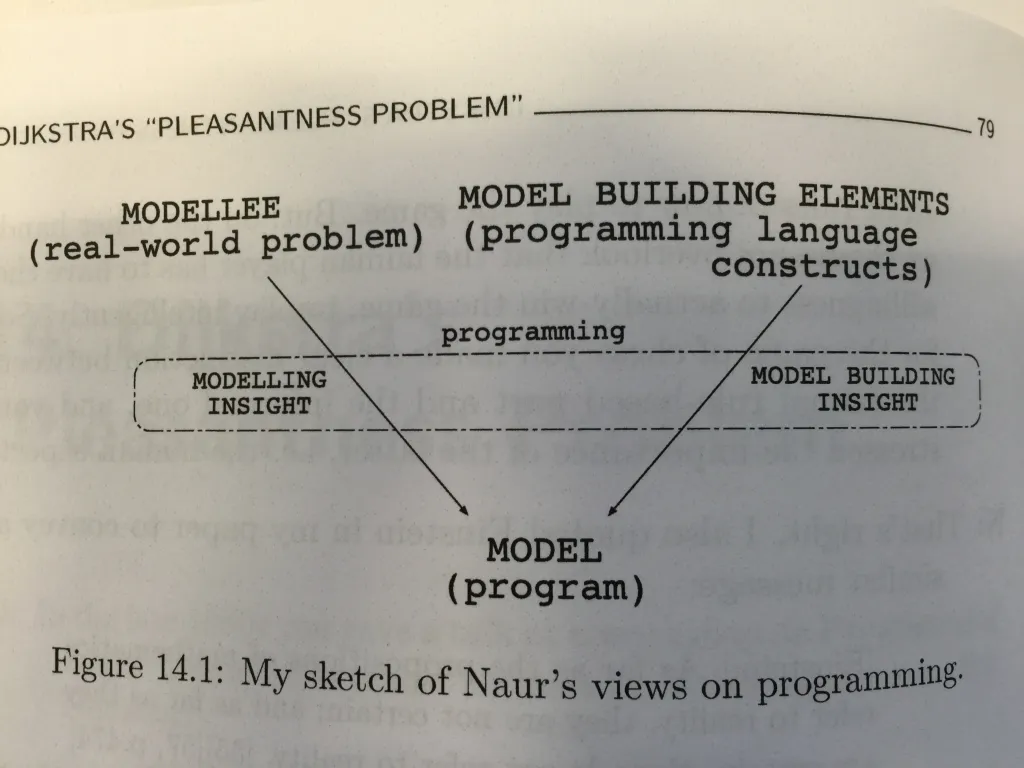 DIJKSTRA'S "PLEASANTNESS PROBLEM" 79
MODELLEE
(real-world problem)
MODEL BUILDING ELEMENTS
(programming language
constructs)
programming
MODELLING
INSIGHT
MODEL BUILDING
INSIGHT
MODEL
(program)
Figure 14.1: My sketch of Naur's views on programming.